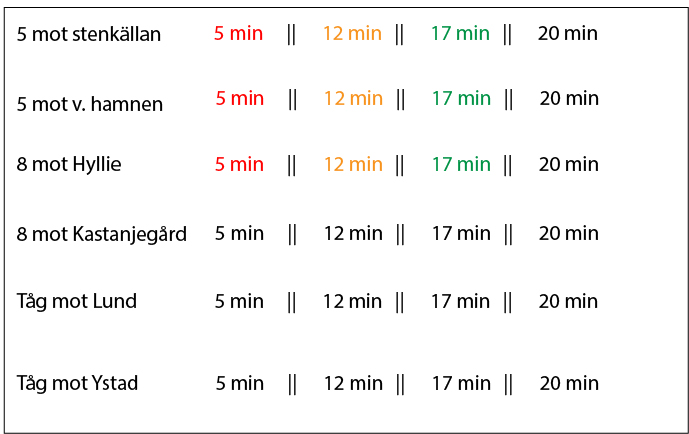 5 mot stenkällan 5 min || 12 min || 17 min || 20 min
5 mot v. hamnen 5 min || 12 min || 17 min || 20 min
8 mot Hyllie 5 min || 12 min || 17 min || 20 min
8 mot Kastanjegård 5 min || 12 min || 17 min || 20 min
Tåg mot Lund 5 min || 12 min || 17 min || 20 min
Tåg mot Ystad 5 min || 12 min || 17 min || 20 min